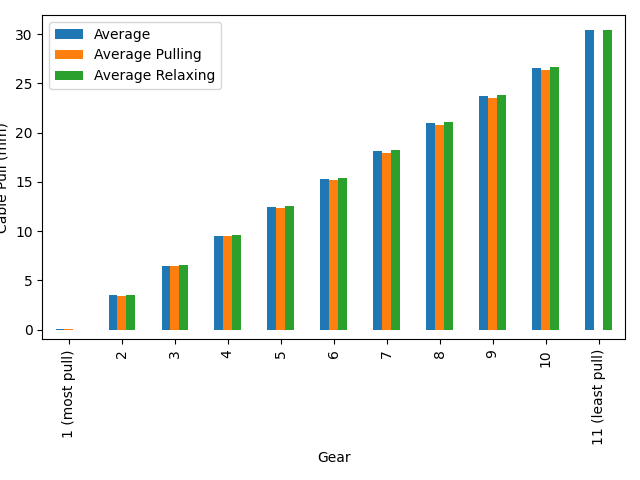 Average
Average Pulling
Average Relaxing
30
25
20
15
10
5
0
Cable Pull (mm)
1 (most pull)
2
3
4
5
6
7
8
9
10
11 (least pull)
Gear